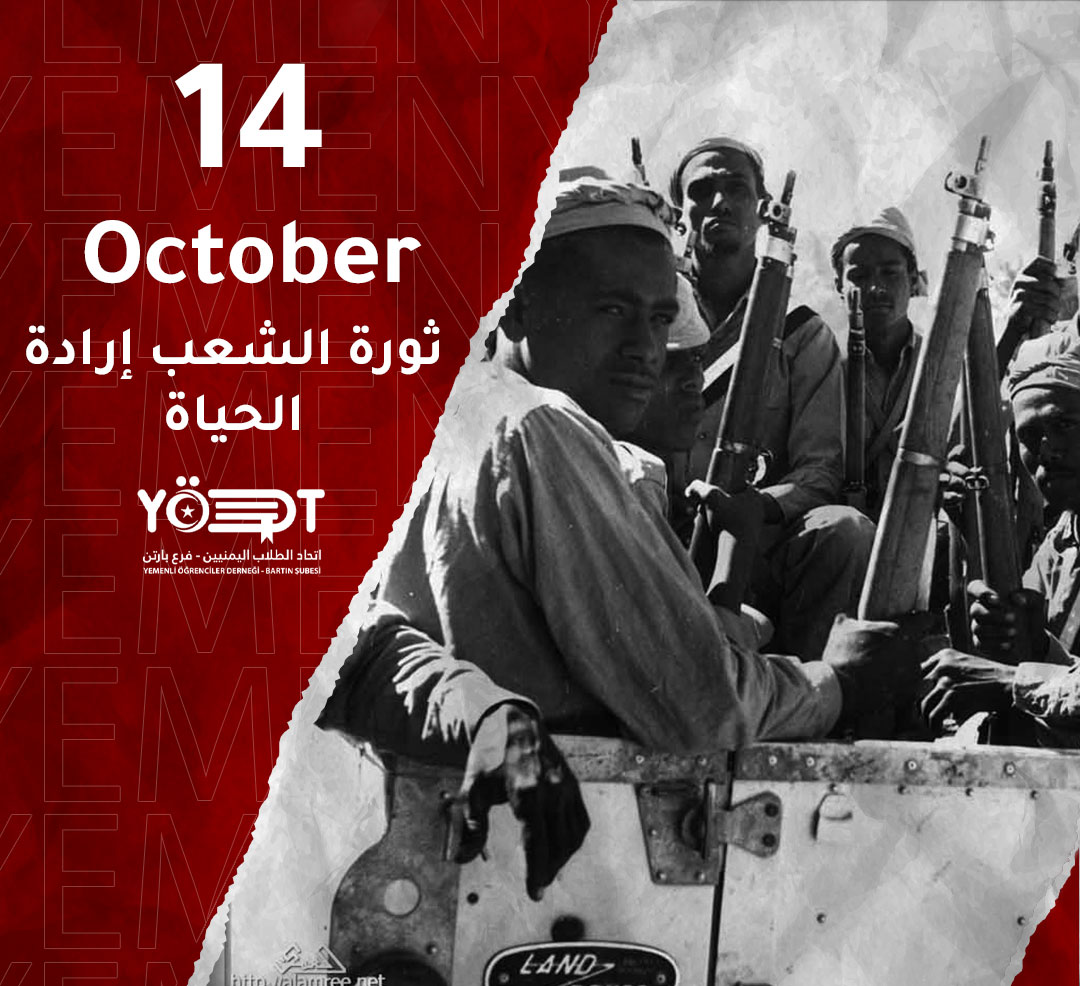 YEMEN
14
October
ثورة الشعب إرادة
الحياة
YÖDT
اتحاد الطلاب اليمنيين - فرع بارتن
YEMENLİ ÖĞRENCİLER DERNEĞİ - BARTIN ŞUBESİ
LAND
http://alamree.net